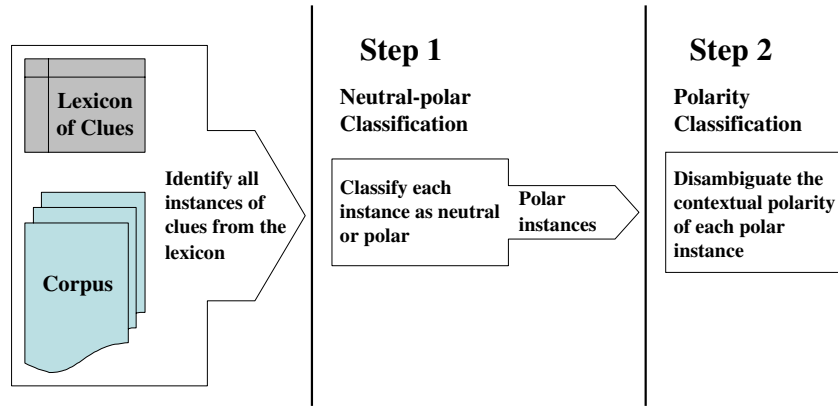 Lexicon
of Clues
Corpus
Identify all
instances of
clues from the
lexicon
Step 1
Neutral-polar
Classification
Classify each
instance as neutral
or polar
Polar
instances
Step 2
Polarity
Classification
Disambiguate the
contextual polarity
of each polar
instance